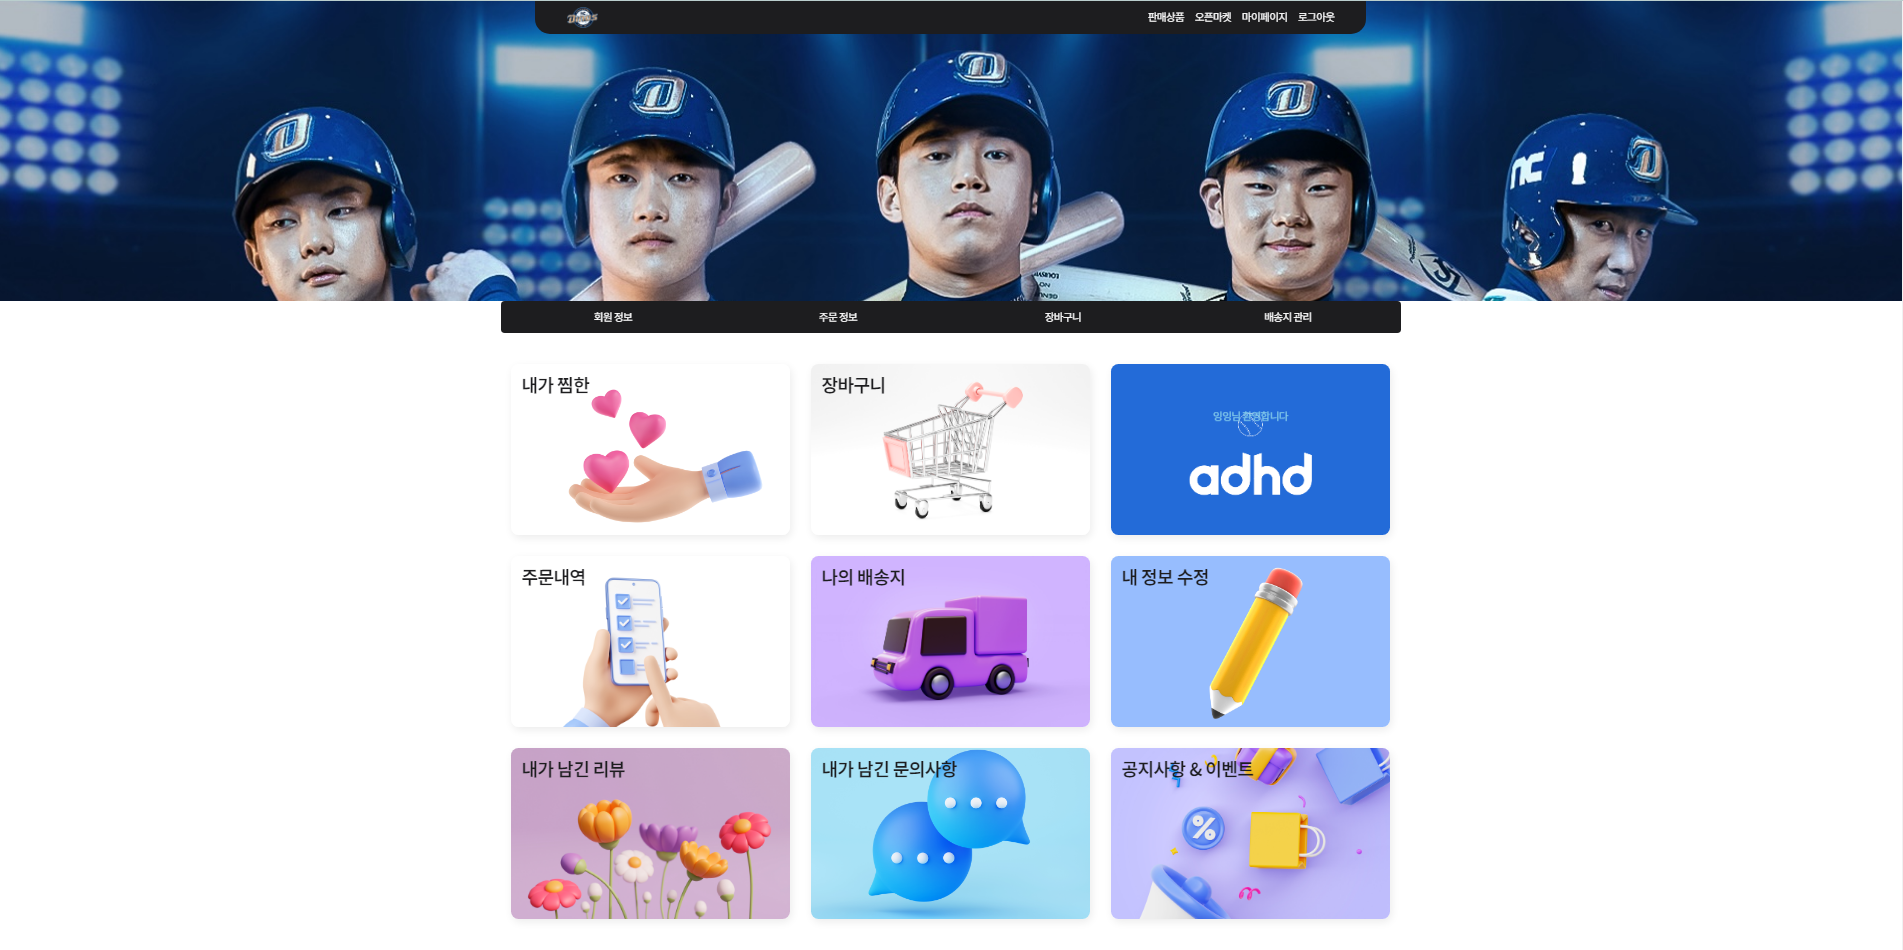 판매상품 오픈마켓 마이페이지 로그아웃
nc
회원 정보 주문 정보 장바구니 배송지 관리
내가 찜한
장바구니
잉잉님 환영합니다
adhd
주문내역
나의 배송지
내 정보 수정
내가 남긴 리뷰
내가 남긴 문의사항
공지사항 & 이벤트